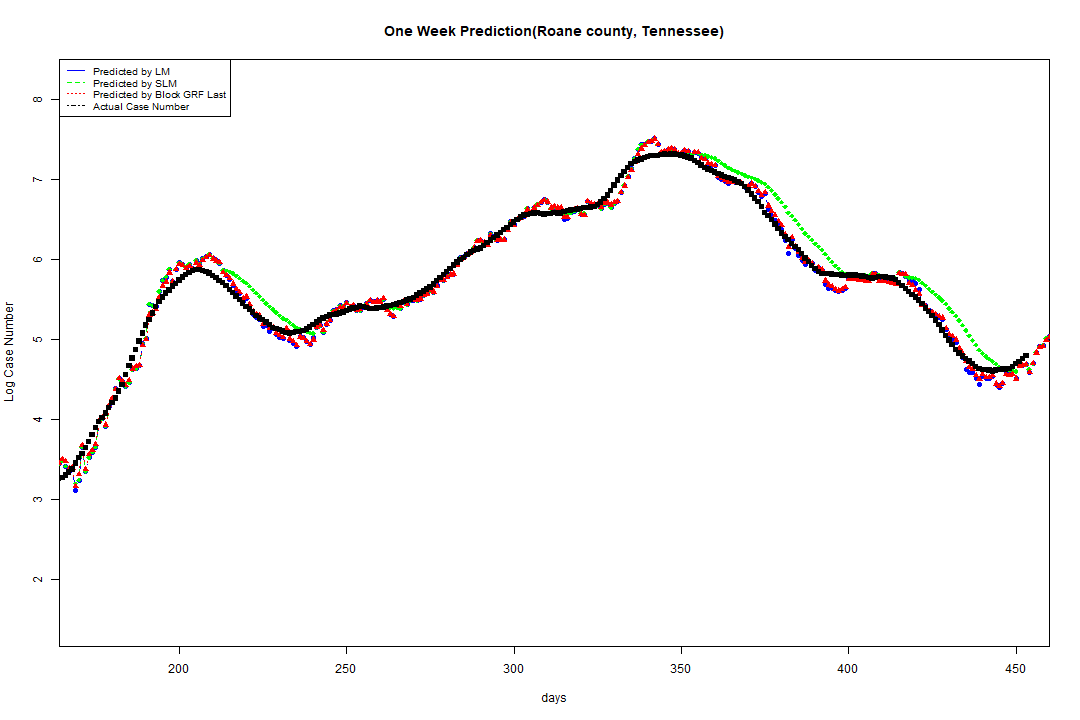 One Week Prediction(Roane county, Tennessee)
Predicted by LM
Predicted by SLM
Predicted by Block GRF Last
Actual Case Number
8
7
6
5
4
3
2
Log Case Number
200 250 300 350 400 450
days